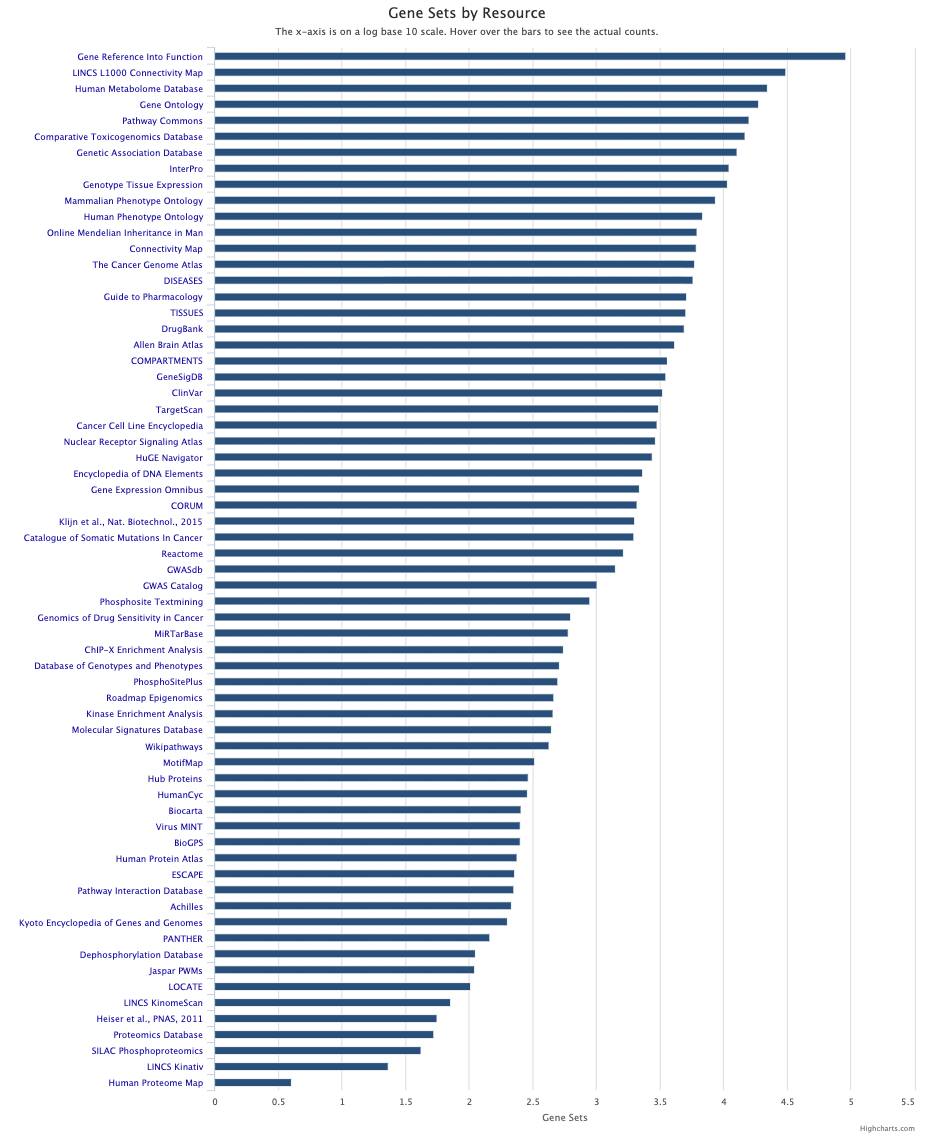 Gene Sets by Resource
The x-axis is on a log base 10 scale. Hover over the bars to see the actual counts.
Gene Reference Into Function
LINCS L1000 Connectivity Map
Human Metabolome Database
Gene Ontology
Pathway Commons
Comparative Toxicogenomics Database
Genetic Association Database
InterPro
Genotype Tissue Expression
Mammalian Phenotype Ontology
Human Phenotype Ontology
Online Mendelian Inheritance in Man
Connectivity Map
The Cancer Genome Atlas
DISEASES
Guide to Pharmacology
TISSUES
DrugBank
Allen Brain Atlas
COMPARTMENTS
GeneSigDB
ClinVar
TargetScan
Cancer Cell Line Encyclopedia
Nuclear Receptor Signaling Atlas
HuGE Navigator
Encyclopedia of DNA Elements
Gene Expression Omnibus
CORUM
Klijn et al., Nat. Biotechnol., 2015
Catalogue of Somatic Mutations In Cancer
Reactome
GWASdb
GWAS Catalog
Phosphosite Textmining
Genomics of Drug Sensitivity in Cancer
MiRTarBase
ChIP-X Enrichment Analysis
Database of Genotypes and Phenotypes
PhosphoSitePlus
Roadmap Epigenomics
Kinase Enrichment Analysis
Molecular Signatures Database
Wikipathways
MotifMap
Hub Proteins
HumanCyc
Biocarta
Virus MINT
BioGPS
Human Protein Atlas
ESCAPE
Pathway Interaction Database
Achilles
Kyoto Encyclopedia of Genes and Genomes
PANTHER
Dephosphorylation Database
Jaspar PWMs
LOCATE
LINCS KinomeScan
Heiser et al., PNAS, 2011
Proteomics Database
SILAC Phosphoproteomics
LINCS Kinativ
Human Proteome Map
0 0.5 1 1.5 2 2.5 3 3.5 4 4.5 5 5.5
Gene Sets
Highcharts.com